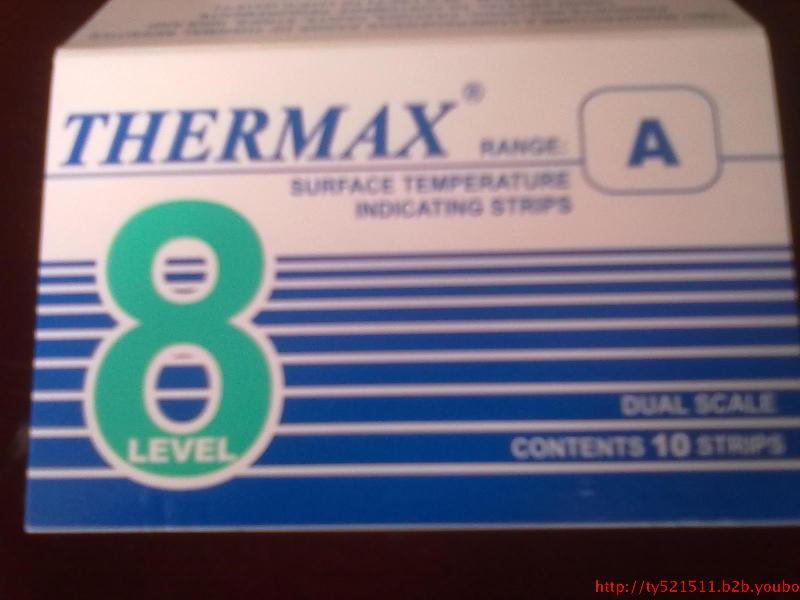 THERMAX®
RANGE: A
SURFACE TEMPERATURE
INDICATING STRIPS
8
LEVEL
DUAL SCALE
CONTENTS 10 STRIPS
http://ty521511.b2b.youbo